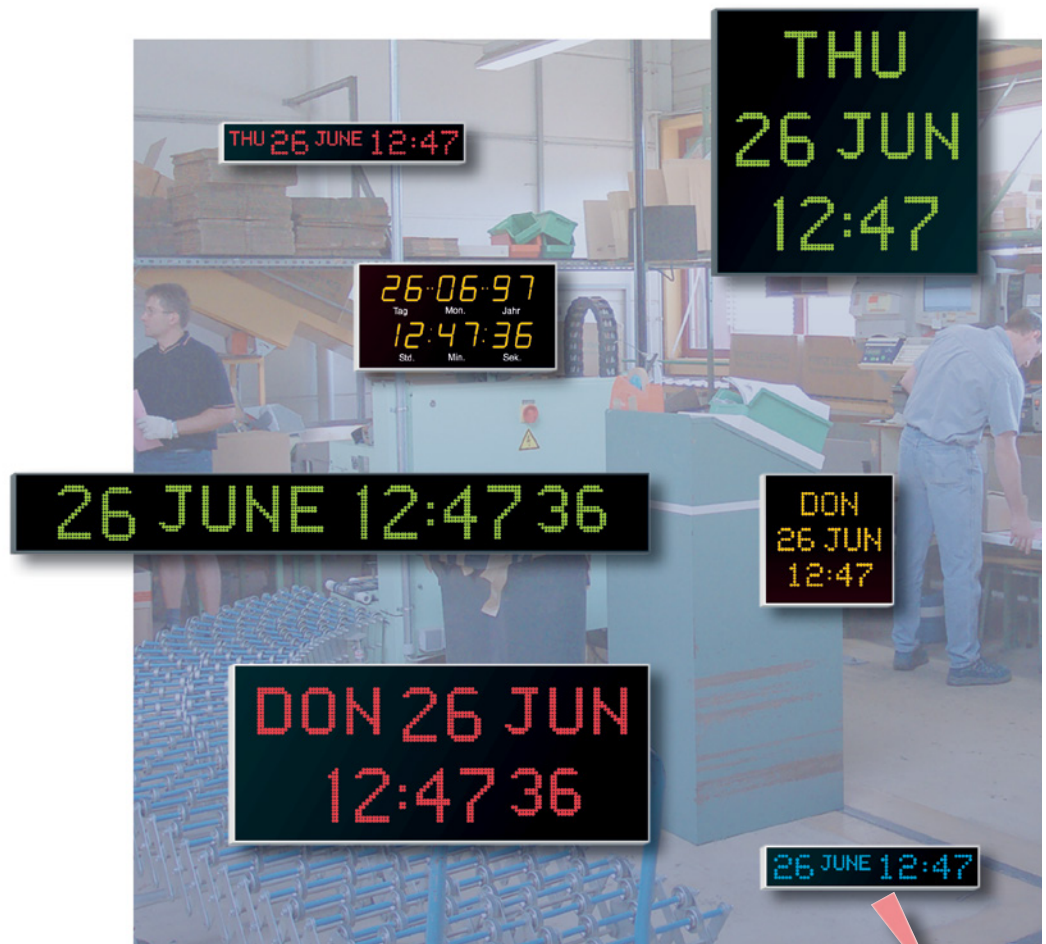 THU
26 JUN
12:47
THU 26 JUNE 12:47
26··06··97
Tag Mon. Jahr
12:47:36
Std. Min. Sek.
26 JUNE 12:47 36
DON
26 JUN
12:47
DON 26 JUN
12:47 36
26 JUNE 12:47